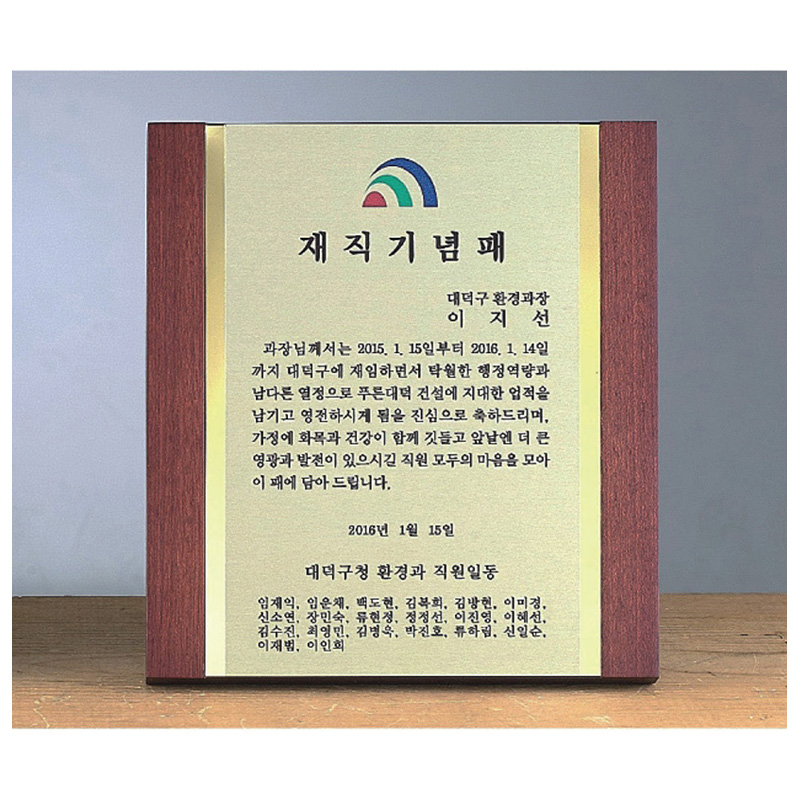 재직기념패
대덕구 환경과장
이 지 선
과장님께서는 2015. 1. 15일부터 2016. 1. 14일
까지 대덕구에 재임하면서 탁월한 행정역량과
남다른 열정으로 푸른대덕 건설에 지대한 업적을
남기고 영전하시게 됨을 진심으로 축하드리며,
가정에 화목과 건강이 함께 깃들고 앞날엔 더 큰
영광과 발전이 있으시길 직원 모두의 마음을 모아
이 패에 담아 드립니다.
2016년 1월 15일
대덕구청 환경과 직원일동
임재익, 임운채, 백도현, 김복희, 김방현, 이미경,
신소연, 장민숙, 류현정, 정정선, 이진영, 이혜선,
김수진, 최영민, 김병욱, 박진호, 류하림, 신일순,
이재범, 이인희